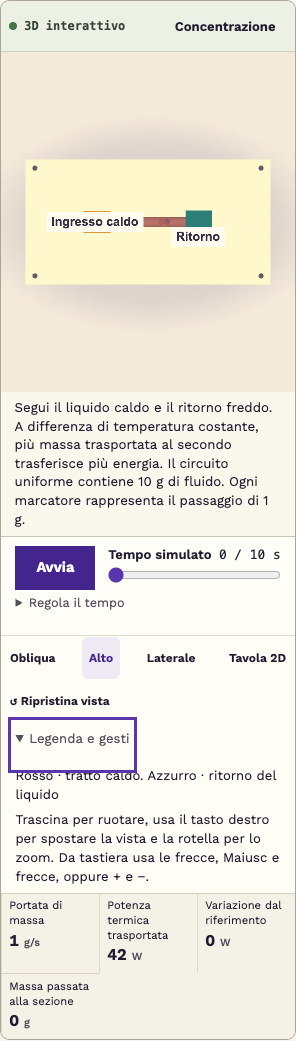 3D interattivo
Concentrazione
Ingresso caldo
Ritorno
Segui il liquido caldo e il ritorno freddo.
A differenza di temperatura costante,
più massa trasportata al secondo
trasferisce più energia. Il circuito
uniforme contiene 10 g di fluido. Ogni
marcatore rappresenta il passaggio di 1
g.
Avvia
Tempo simulato 0 / 10 s
▶ Regola il tempo
Obliqua
Alto
Laterale
Tavola 2D
↺ Ripristina vista
▼ Legenda e gesti
Rosso · tratto caldo. Azzurro · ritorno del
liquido
Trascina per ruotare, usa il tasto destro
per spostare la vista e la rotella per lo
zoom. Da tastiera usa le frecce, Maiusc e
frecce, oppure + e −.
Portata di
massa
1 g/s
Potenza
termica
trasportata
42 W
Variazione dal
riferimento
0 W
Massa passata
alla sezione
0 g